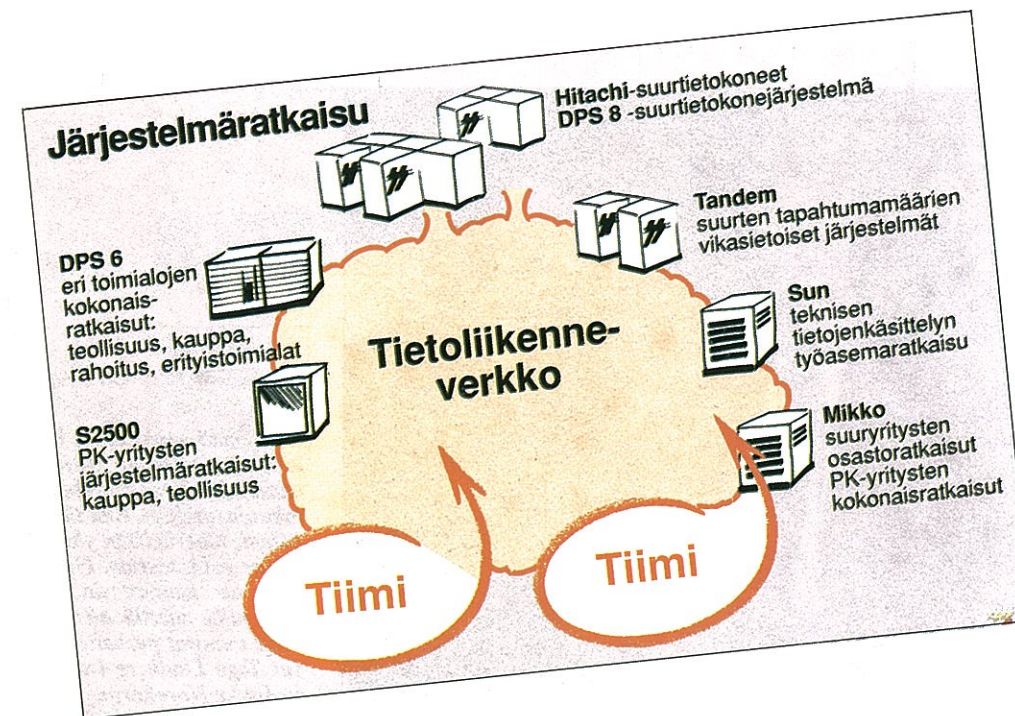 Järjestelmäratkaisu
Hitachi-suurtietokoneet
DPS 8 -suurtietokonejärjestelmä
Tandem
suurten tapahtumamäärien
vikasietoiset järjestelmät
DPS 6
eri toimialojen
kokonais-
ratkaisut:
teollisuus, kauppa,
rahoitus, erityistoimialat
Tietoliikenne-
verkko
Sun
teknisen
tietojenkäsittelyn
työasemaratkaisu
S2500
PK-yritysten
järjestelmäratkaisut:
kauppa, teollisuus
Mikko
suuryritysten
osastoratkaisut
PK-yritysten
kokonaisratkaisut
Tiimi
Tiimi